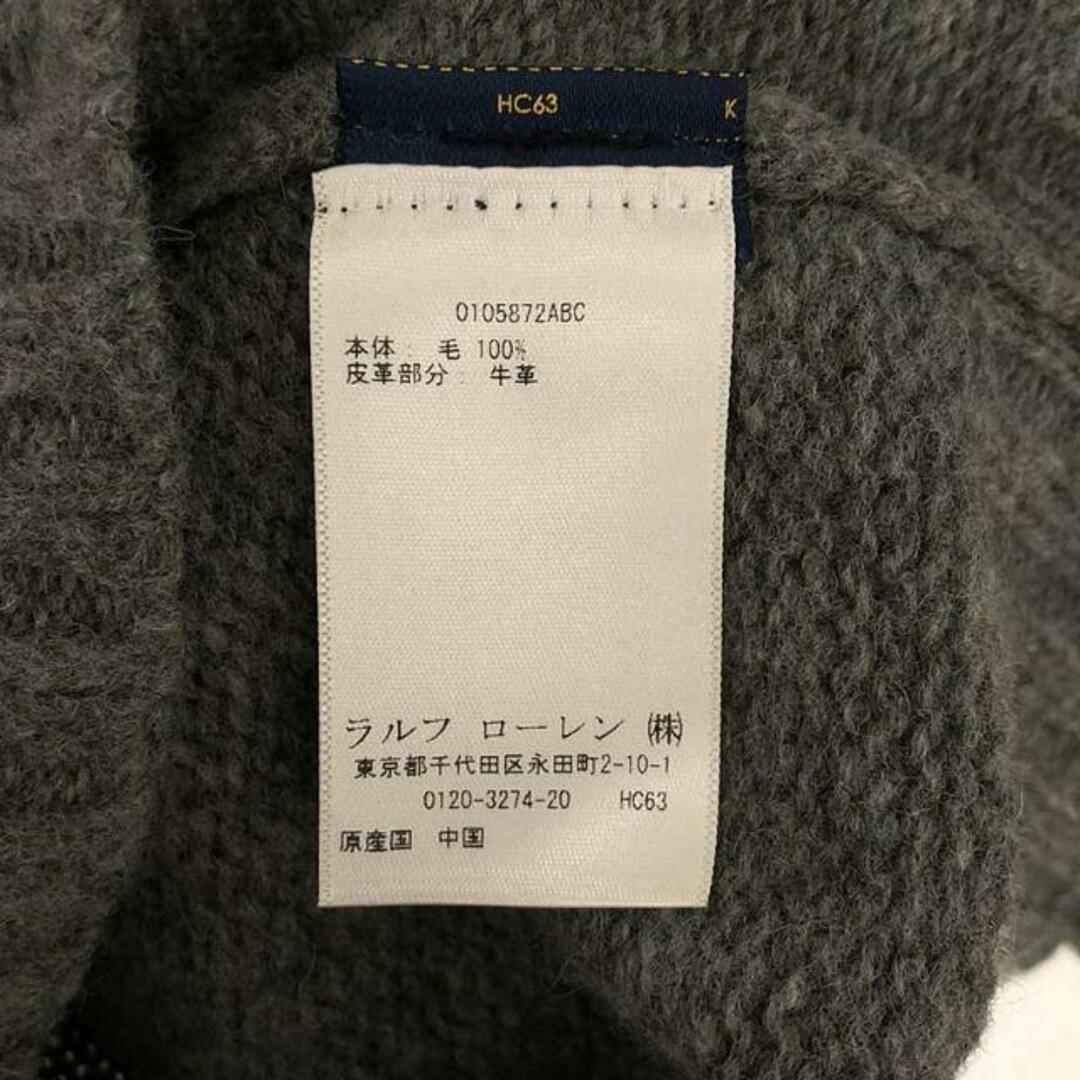 HC63 K
0105872ABC
本体： 毛 100%
皮革部分： 牛革
ラルフ ローレン ㈱
東京都千代田区永田町2-10-1
0120-3274-20 HC63
原産国 中国